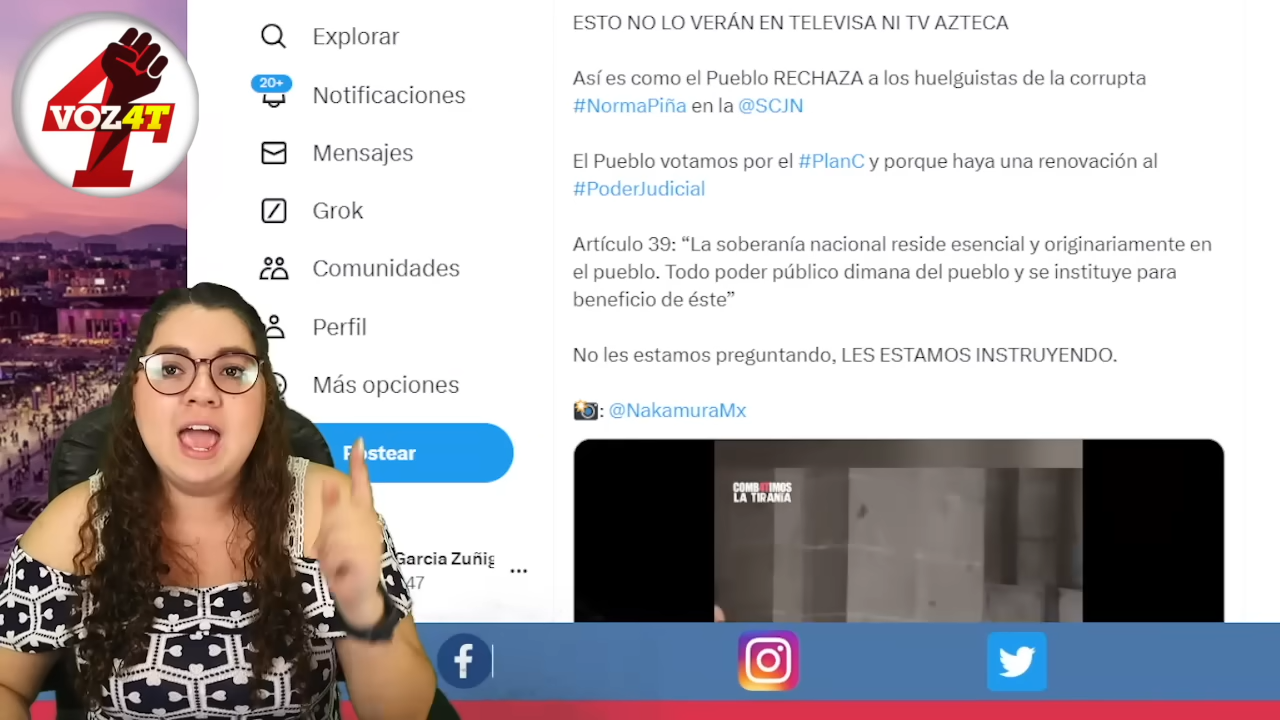 VOZ4T
Explorar
20+
Notificaciones
Mensajes
Grok
Comunidades
Perfil
Más opciones
Postear
Garcia Zuñig
47
...
ESTO NO LO VERÁN EN TELEVISA NI TV AZTECA
Así es como el Pueblo RECHAZA a los huelguistas de la corrupta
#NormaPiña en la @SCJN
El Pueblo votamos por el #PlanC y porque haya una renovación al
#PoderJudicial
Artículo 39: “La soberanía nacional reside esencial y originariamente en
el pueblo. Todo poder público dimana del pueblo y se instituye para
beneficio de éste”
No les estamos preguntando, LES ESTAMOS INSTRUYENDO.
: @NakamuraMx
COMB4TIMOS
LA TIRANÍA